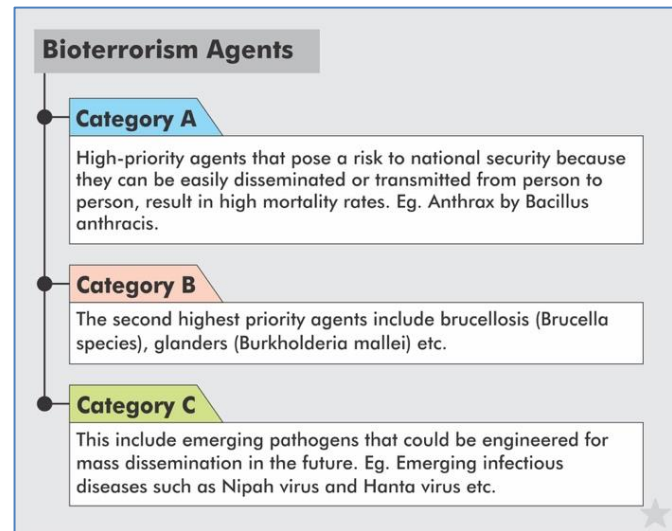 Bioterrorism Agents
Category A
High-priority agents that pose a risk to national security because
they can be easily disseminated or transmitted from person to
person, result in high mortality rates. Eg. Anthrax by Bacillus
anthracis.
Category B
The second highest priority agents include brucellosis (Brucella
species), glanders (Burkholderia mallei) etc.
Category C
This include emerging pathogens that could be engineered for
mass dissemination in the future. Eg. Emerging infectious
diseases such as Nipah virus and Hanta virus etc.